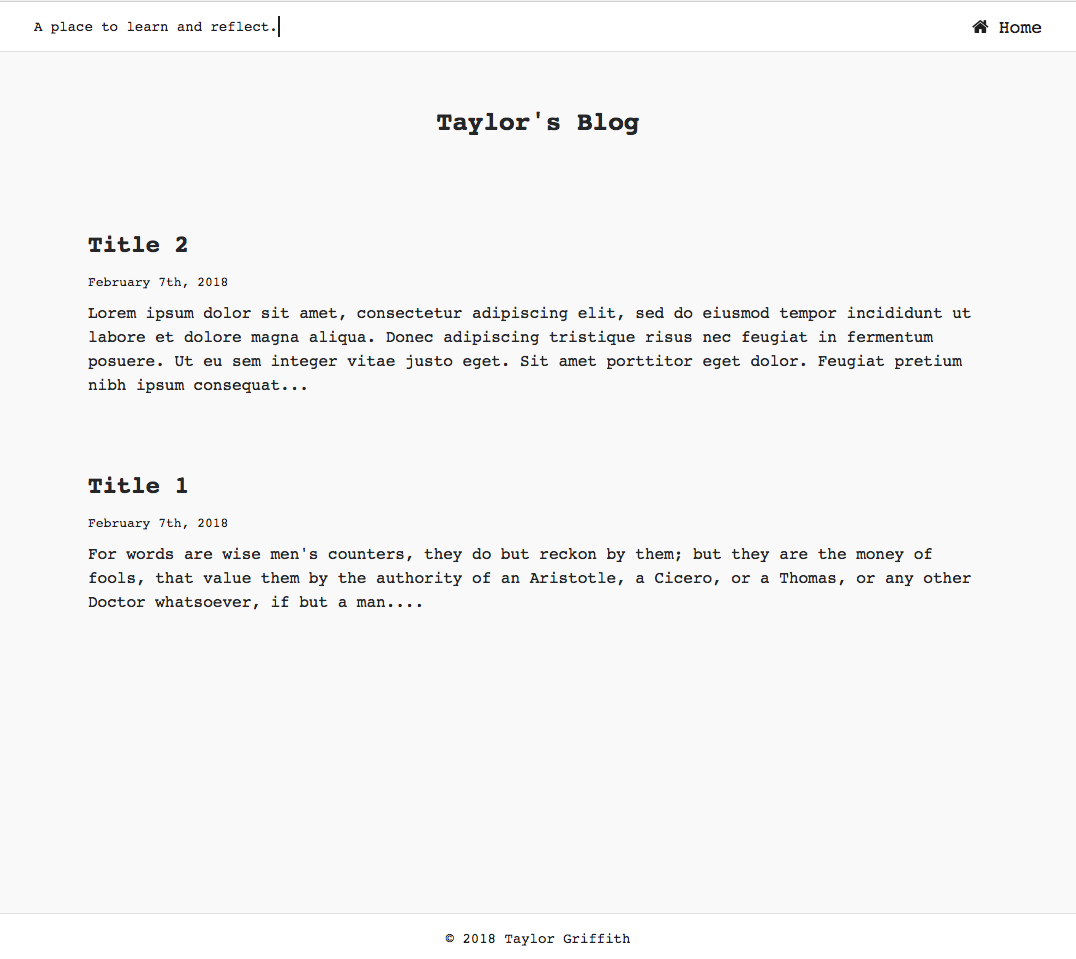 A place to learn and reflect.
Home
Taylor's Blog
Title 2
February 7th, 2018
Lorem ipsum dolor sit amet, consectetur adipiscing elit, sed do eiusmod tempor incididunt ut
labore et dolore magna aliqua. Donec adipiscing tristique risus nec feugiat in fermentum
posuere. Ut eu sem integer vitae justo eget. Sit amet porttitor eget dolor. Feugiat pretium
nibh ipsum consequat...
Title 1
February 7th, 2018
For words are wise men's counters, they do but reckon by them; but they are the money of
fools, that value them by the authority of an Aristotle, a Cicero, or a Thomas, or any other
Doctor whatsoever, if but a man....
© 2018 Taylor Griffith